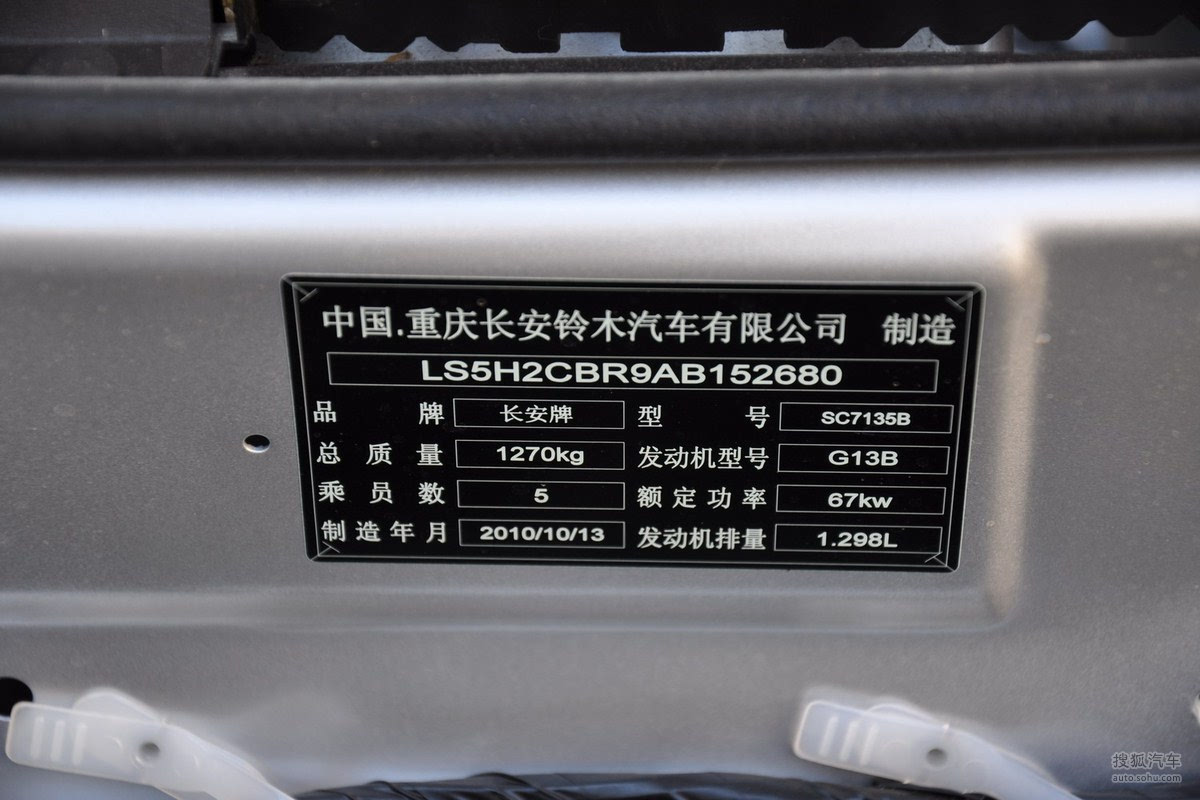 中国.重庆长安铃木汽车有限公司 制造
LS5H2CBR9AB152680
品牌 长安牌 型号 SC7135B
总质量 1270kg 发动机型号 G13B
乘员数 5 额定功率 67kw
制造年月 2010/10/13 发动机排量 1.298L
搜狐汽车
auto.sohu.com